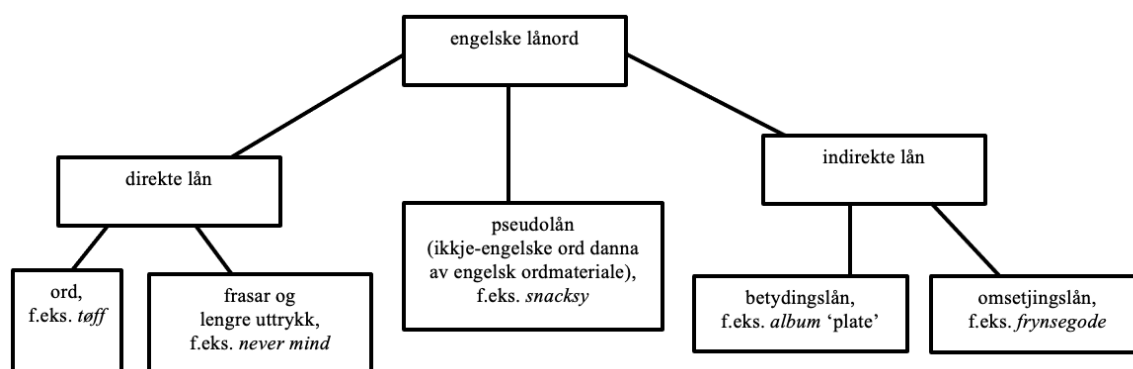 engelske lånord
direkte lån
indirekte lån
pseudolån
(ikkje-engelske ord danna
av engelsk ordmateriale),
f.eks. snacksy
ord,
f.eks. tøff
frasar og
lengre uttrykk,
f.eks. never mind
betydingslån,
f.eks. album ‘plate’
omsetjingslån,
f.eks. frynsegode